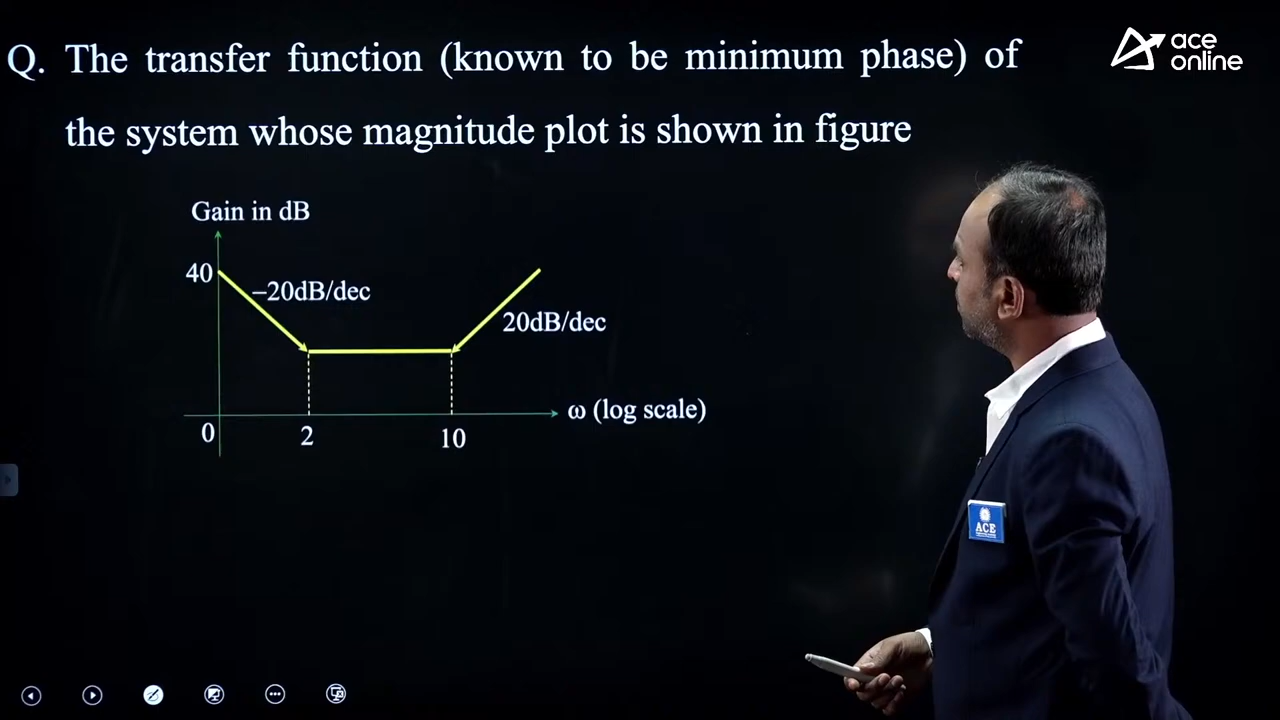 Q. The transfer function (known to be minimum phase) of
the system whose magnitude plot is shown in figure
ace
online
Gain in dB
40
–20dB/dec
20dB/dec
ω (log scale)
0
2
10
ACE